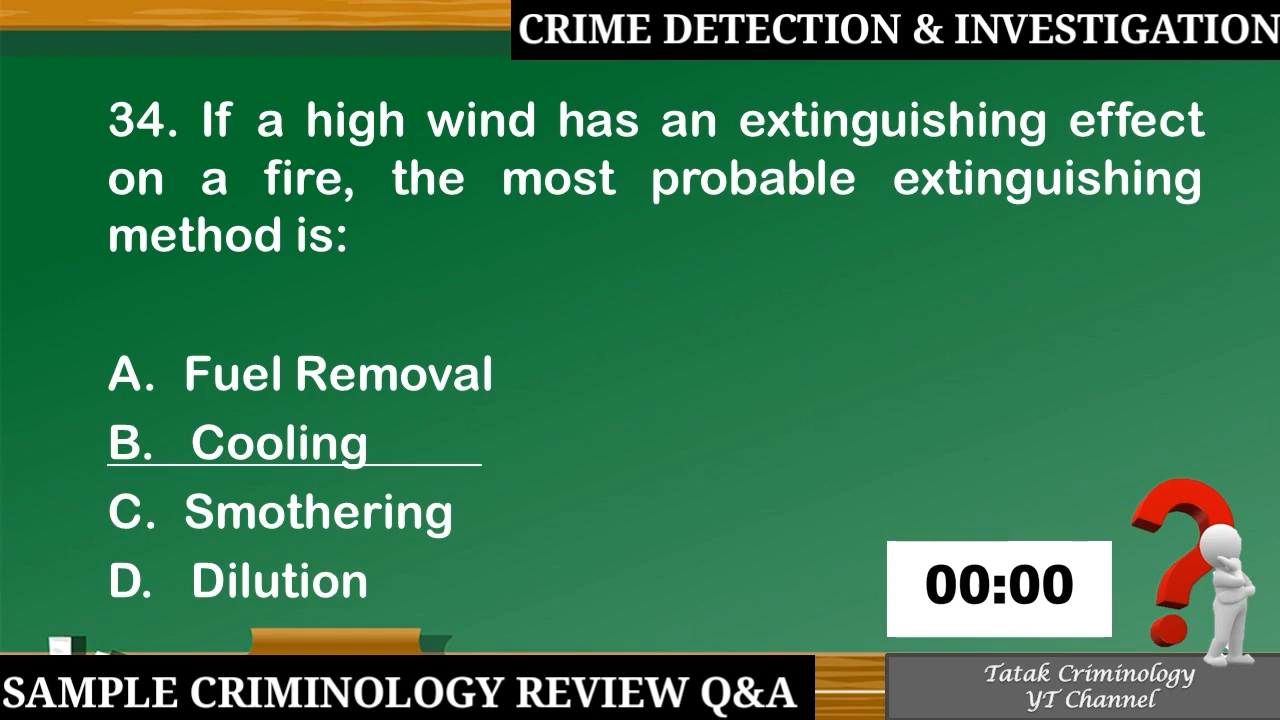 CRIME DETECTION & INVESTIGATION
34. If a high wind has an extinguishing effect
on a fire, the most probable extinguishing
method is:
A. Fuel Removal
B. Cooling
C. Smothering
D. Dilution
00:00
SAMPLE CRIMINOLOGY REVIEW Q&A
Tatak Criminology
YT Channel